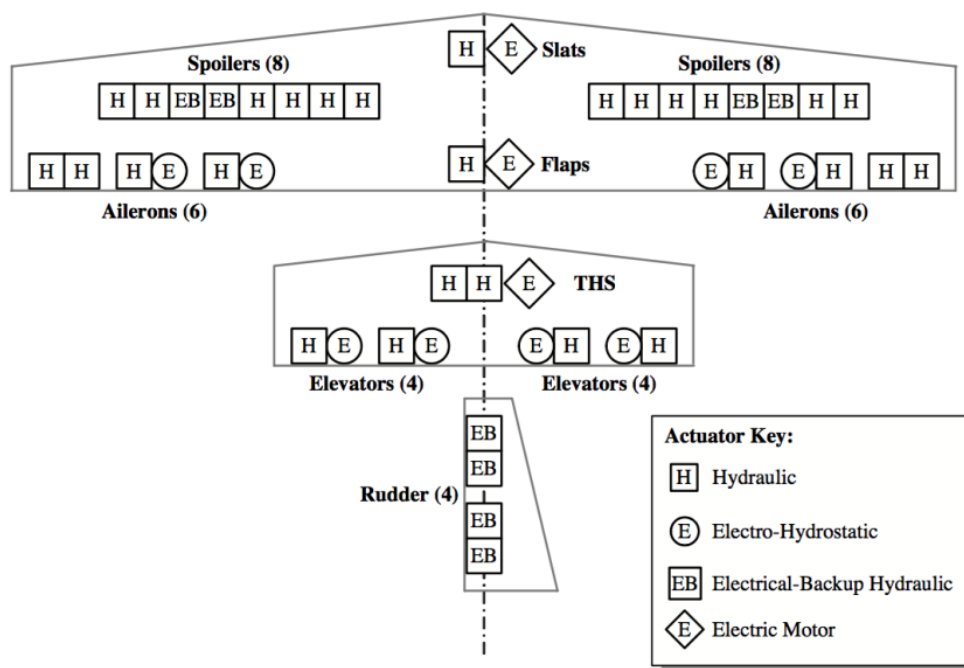 H E Slats
Spoilers (8) Spoilers (8)
H H EB EB H H H H H H H H EB EB H H
H E Flaps
H H H E H E E H E H H H
Ailerons (6) Ailerons (6)
H H E THS
H E H E E H E H
Elevators (4) Elevators (4)
EB
EB
Rudder (4)
EB
EB
Actuator Key:
H Hydraulic
E Electro-Hydrostatic
EB Electrical-Backup Hydraulic
E Electric Motor